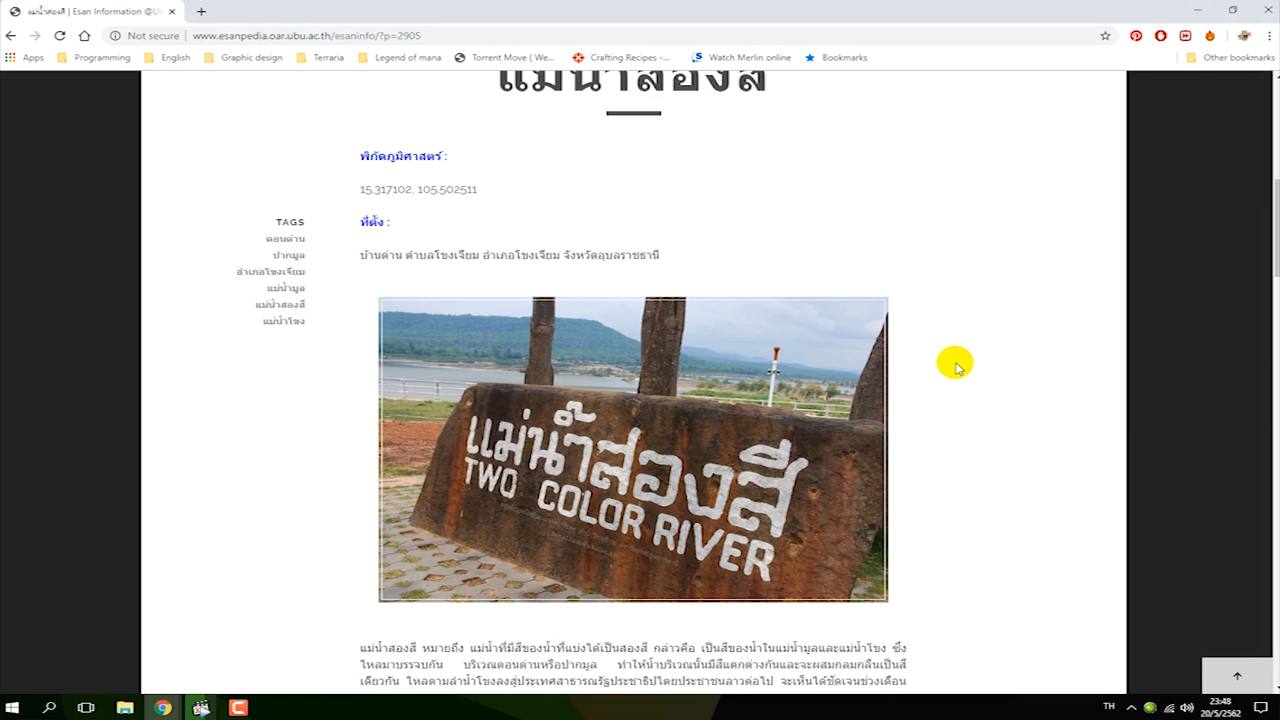 แม่น้ำสองสี | Esan Information @U
Not secure
www.esanpedia.oar.ubu.ac.th/esaninfo/?p=2905
Apps
Programming
English
Graphic design
Terraria
Legend of mana
Torrent Move ( We...
Crafting Recipes -...
Watch Merlin online
Bookmarks
Other bookmarks
แม่น้ำสองสี
พิกัดภูมิศาสตร์ :
15.317102, 105.502511
ที่ตั้ง :
บ้านด่าน ตำบลโขงเจียม อำเภอโขงเจียม จังหวัดอุบลราชธานี
TAGS
ดอนด่าน
ปากมูล
อำเภอโขงเจียม
แม่น้ำมูล
แม่น้ำสองสี
แม่น้ำโขง
แม่น้ำสองสี
TWO COLOR RIVER
แม่น้ำสองสี หมายถึง แม่น้ำที่มีสีของน้ำที่แบ่งได้เป็นสองสี กล่าวคือ เป็นสีของน้ำในแม่น้ำมูลและแม่น้ำโขง ซึ่ง
ไหลมาบรรจบกัน บริเวณดอนด่านหรือปากมูล ทำให้น้ำบริเวณนั้นมีสีแตกต่างกันและจะผสมกลมกลืนเป็นสี
เดียวกัน ไหลตามลำน้ำโขงลงสู่ประเทศสาธารณรัฐประชาธิปไตยประชาชนลาวต่อไป จะเห็นได้ชัดเจนช่วงเดือน
TH
23:48
20/5/2562